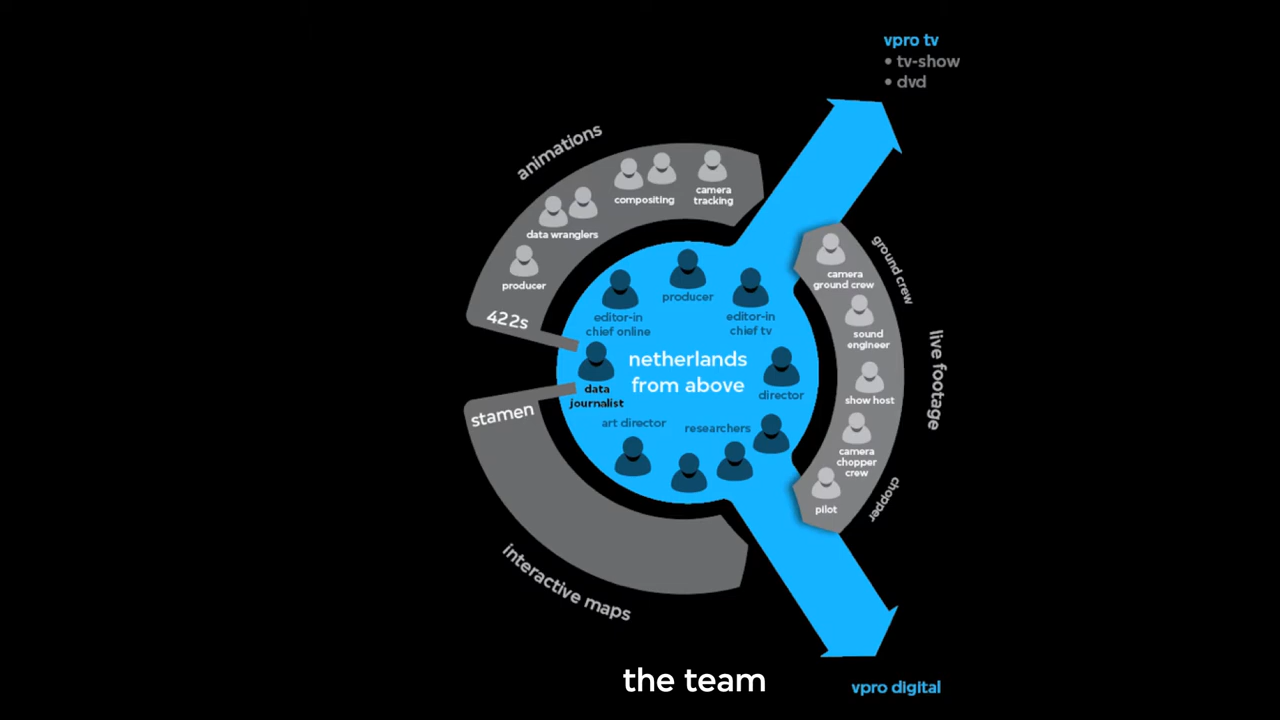 vpro tv
• tv-show
• dvd
animations
camera
tracking
compositing
data wranglers
producer
422s
ground crew
camera
ground crew
sound
engineer
live footage
show host
camera
chopper
crew
chopper
pilot
producer
editor-in
chief online
editor-in
chief tv
netherlands
from above
data
journalist
director
art director
researchers
stamen
interactive maps
the team
vpro digital